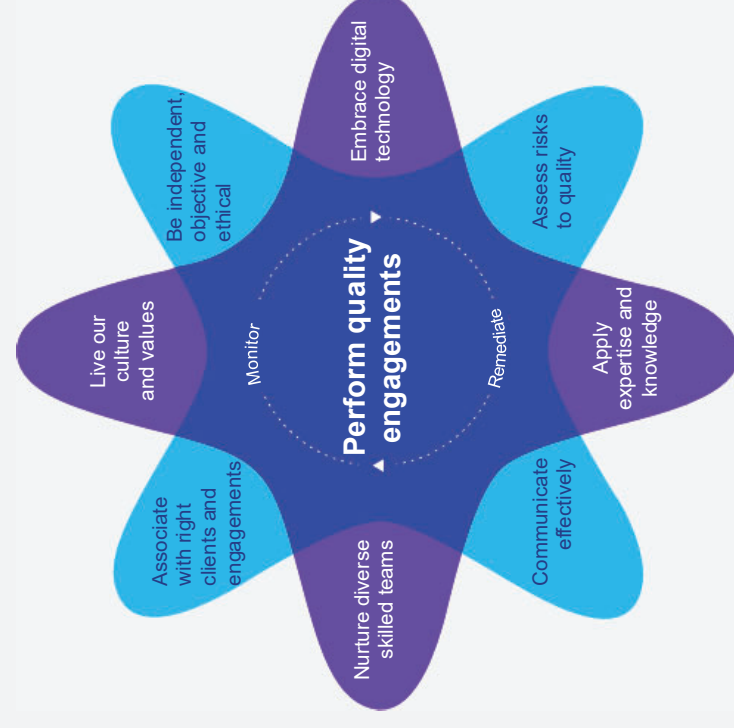 Live our
culture
and values
Be independent,
objective and
ethical
Embrace digital
technology
Assess risks
to quality
Apply
expertise and
knowledge
Communicate
effectively
Nurture diverse
skilled teams
Associate
with right
clients and
engagements
Monitor
Perform quality
engagements
Remediate